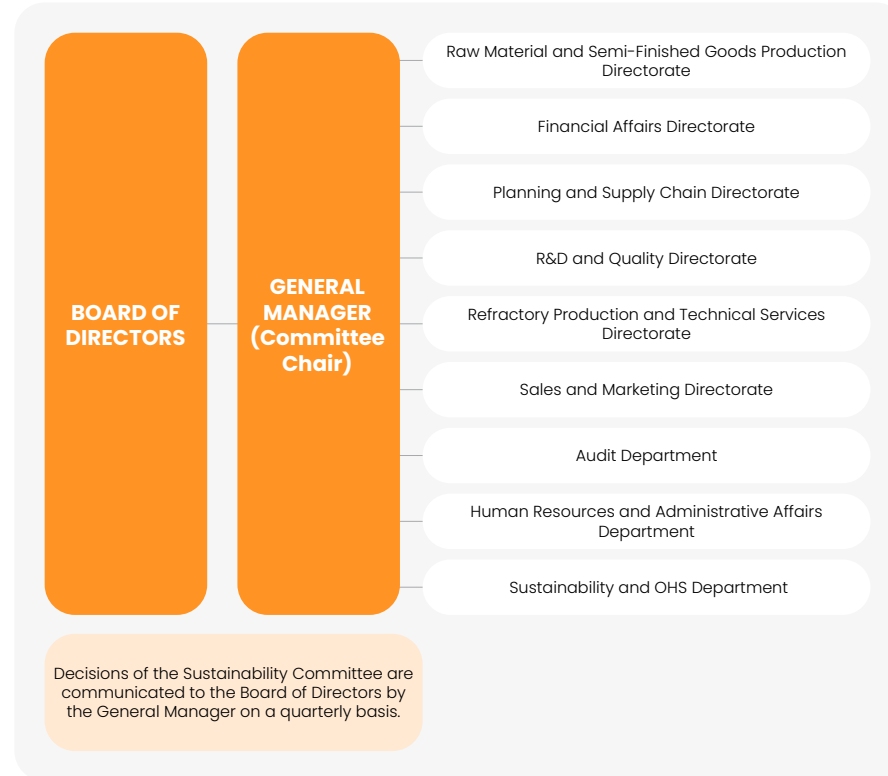 BOARD OF
DIRECTORS
GENERAL
MANAGER
(Committee
Chair)
Raw Material and Semi-Finished Goods Production
Directorate
Financial Affairs Directorate
Planning and Supply Chain Directorate
R&D and Quality Directorate
Refractory Production and Technical Services
Directorate
Sales and Marketing Directorate
Audit Department
Human Resources and Administrative Affairs
Department
Sustainability and OHS Department
Decisions of the Sustainability Committee are
communicated to the Board of Directors by
the General Manager on a quarterly basis.